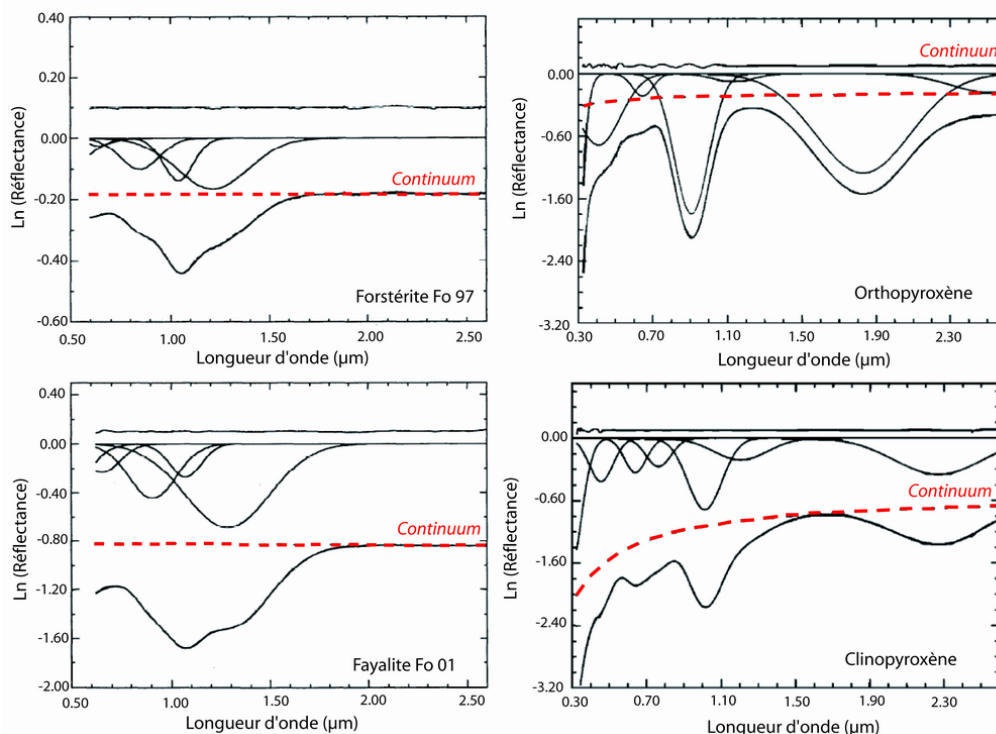 0.40
0.20
0.00
-0.20
-0.40
-0.60
Ln (Réflectance)
Continuum
Forstérite Fo 97
0.50
1.00
1.50
2.00
2.50
Longueur d'onde (µm)
0.00
-0.60
-1.60
-2.40
-3.20
Ln (Réflectance)
Continuum
Orthopyroxène
0.30
0.70
1.10
1.50
1.90
2.30
Longueur d'onde (µm)
0.40
0.00
-0.40
-0.80
-1.20
-1.60
-2.00
Ln (Réflectance)
Continuum
Fayalite Fo 01
0.50
1.00
1.50
2.00
2.50
Longueur d'onde (µm)
0.00
-0.60
-1.60
-2.40
-3.20
Ln (Réflectance)
Continuum
Clinopyroxène
0.30
0.70
1.10
1.50
1.90
2.30
Longueur d'onde (µm)